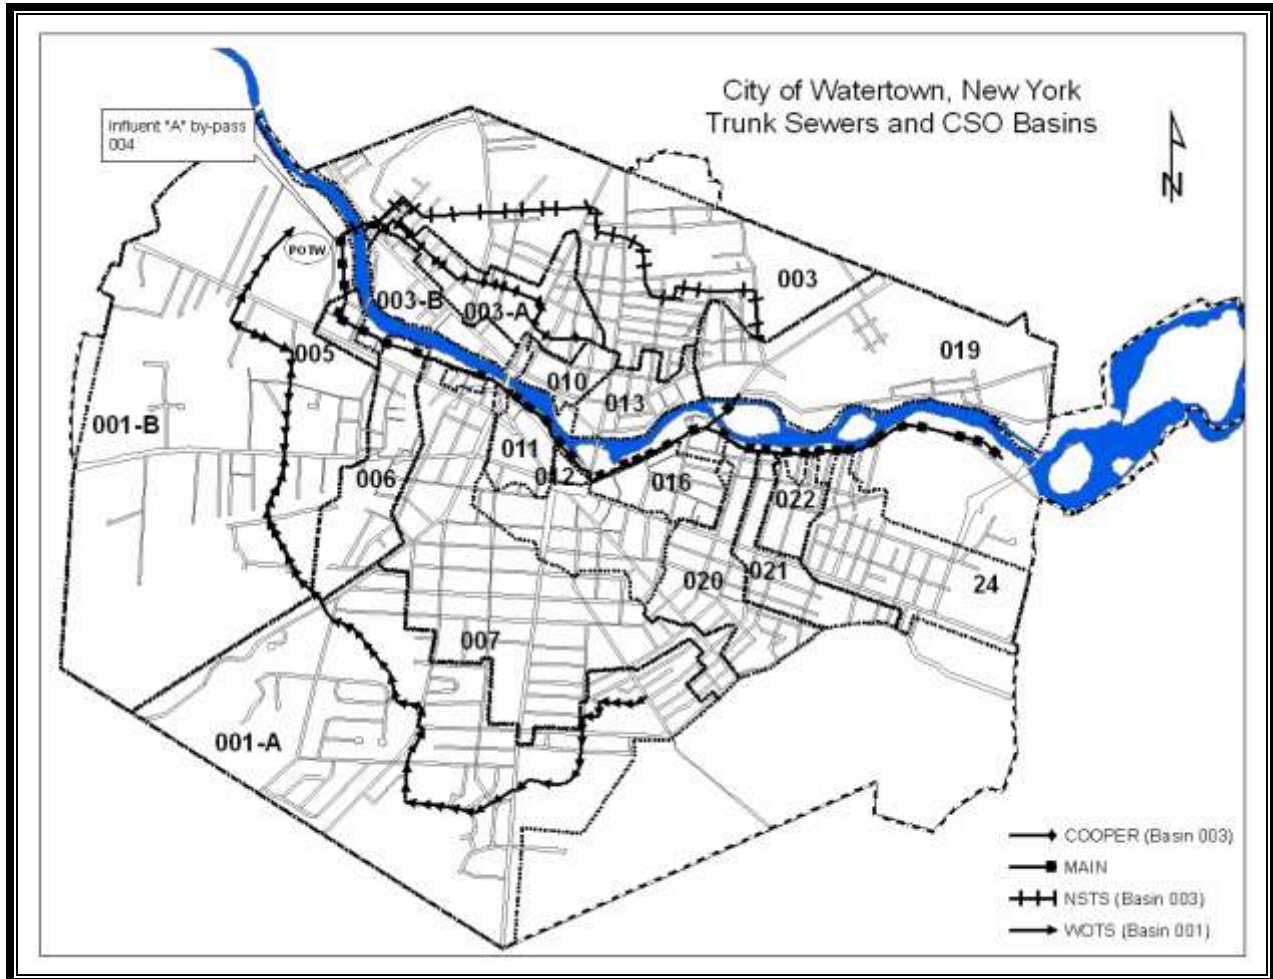 City of Watertown, New York
Trunk Sewers and CSO Basins
Influent "A" by-pass
004
N
POTW
003
003-B
003-A
019
005
010
013
001-B
011
012
006
016
022
020
021
24
007
001-A
COOPER (Basin 003)
MAIN
NSTS (Basin 003)
WOTS (Basin 001)